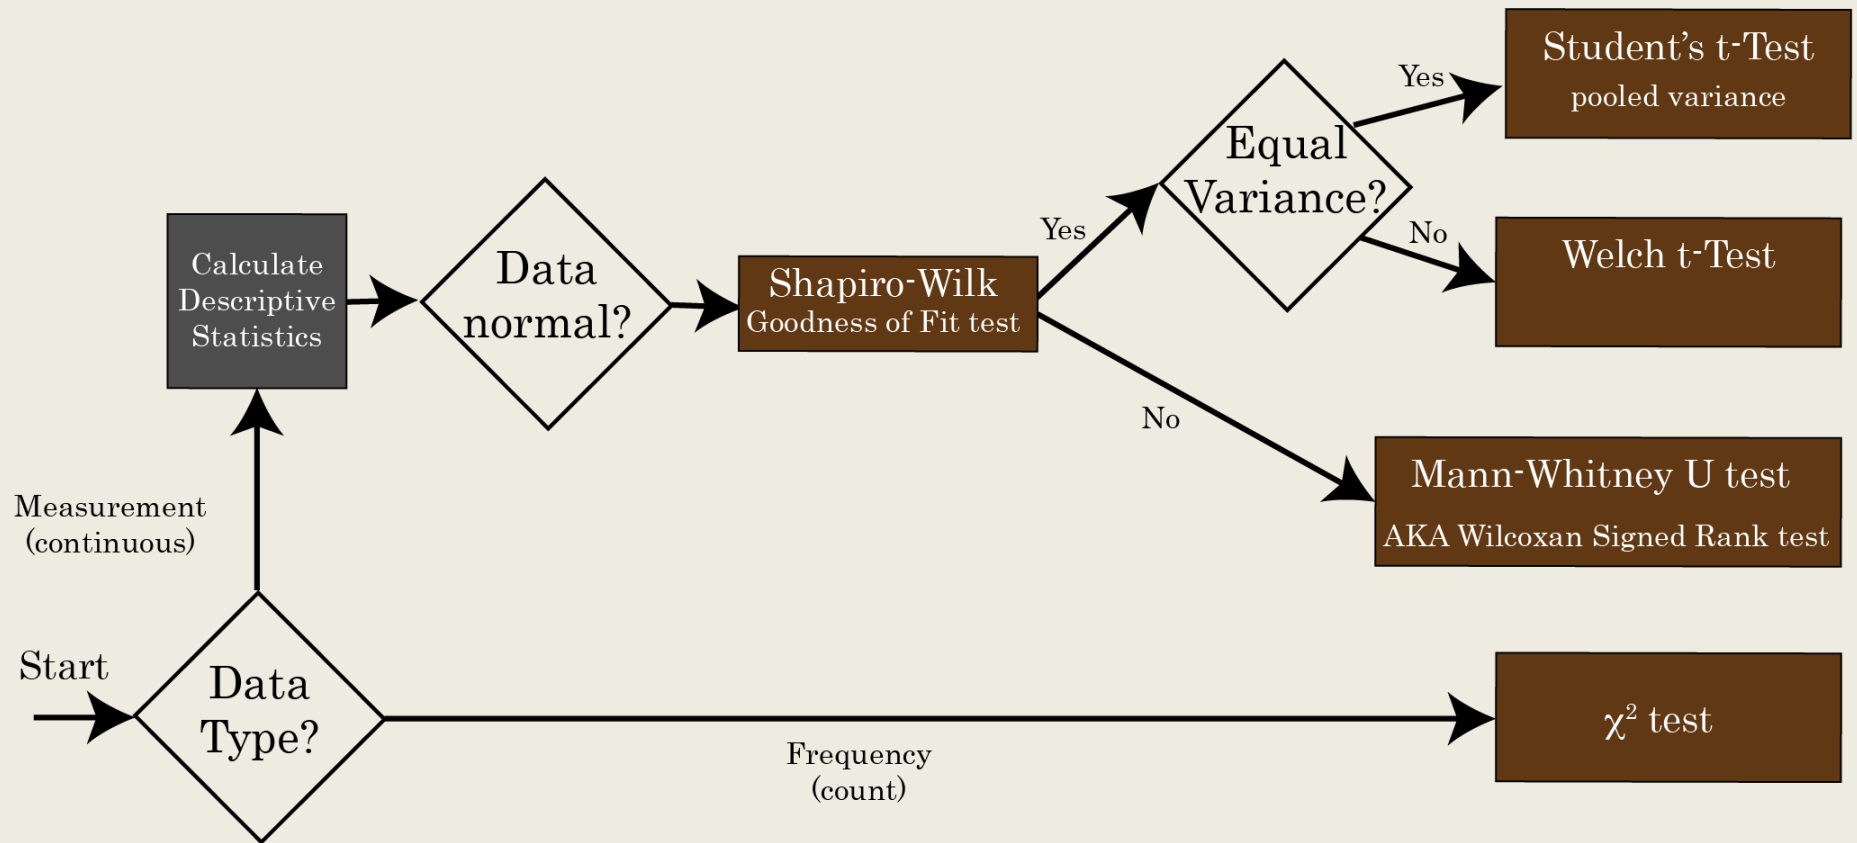 Start
Data
Type?
Measurement
(continuous)
Calculate
Descriptive
Statistics
Data
normal?
Shapiro-Wilk
Goodness of Fit test
Yes
Equal
Variance?
Yes
Student’s t-Test
pooled variance
No
Welch t-Test
No
Mann-Whitney U test
AKA Wilcoxan Signed Rank test
Frequency
(count)
χ² test